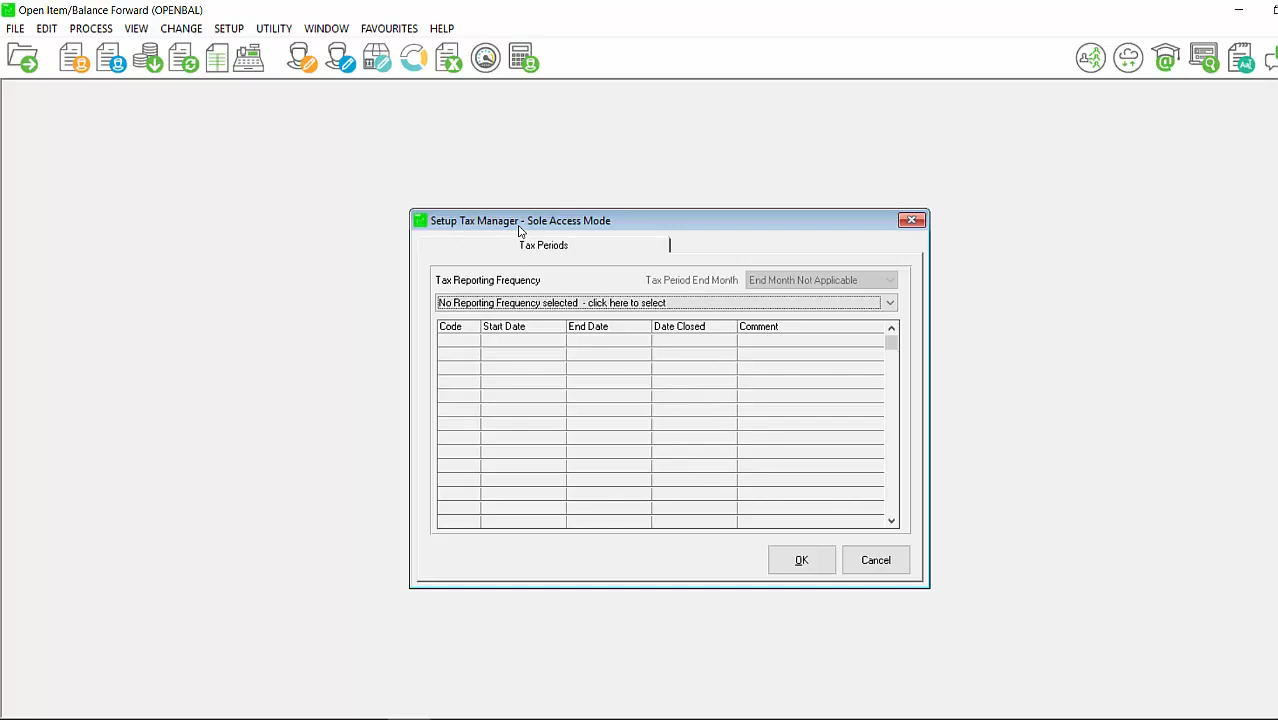 Open Item/Balance Forward (OPENBAL)
FILE EDIT PROCESS VIEW CHANGE SETUP UTILITY WINDOW FAVOURITES HELP
Setup Tax Manager - Sole Access Mode
Tax Periods
Tax Reporting Frequency Tax Period End Month End Month Not Applicable
No Reporting Frequency selected - click here to select
Code Start Date End Date Date Closed Comment
OK Cancel